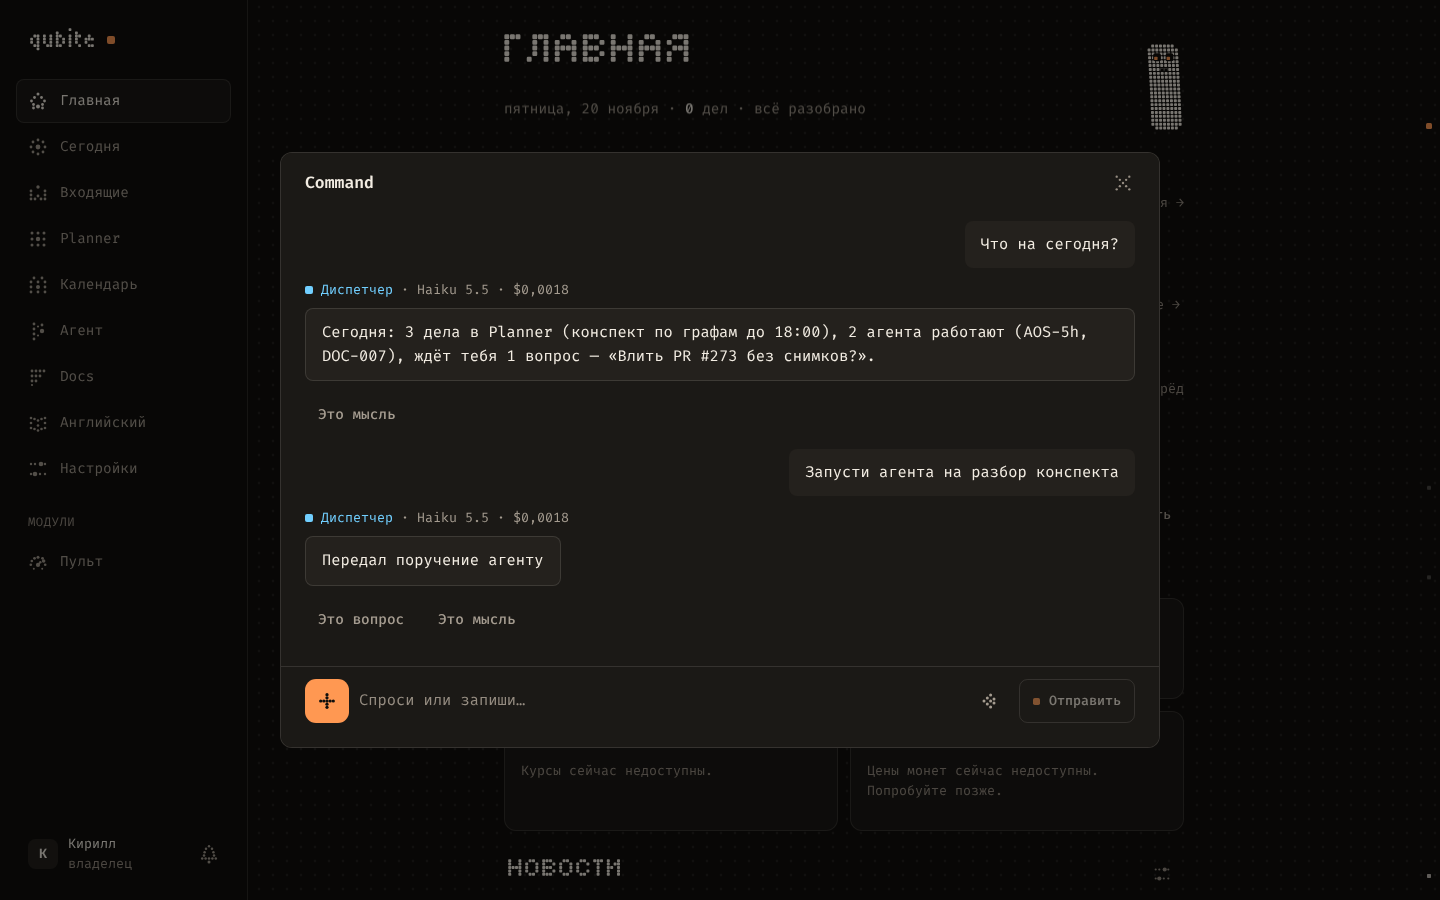 qubite
Главная
Сегодня
Входящие
Planner
Календарь
Агент
Docs
Английский
Настройки
МОДУЛИ
Пульт
К
Кирилл
владелец
ГЛАВНАЯ
пятница, 20 ноября · 0 дел · всё разобрано
Command
Что на сегодня?
Диспетчер · Haiku 5.5 · $0,0018
Сегодня: 3 дела в Planner (конспект по графам до 18:00), 2 агента работают (AOS-5h,
DOC-007), ждёт тебя 1 вопрос — «Влить PR #273 без снимков?».
Это мысль
Запусти агента на разбор конспекта
Диспетчер · Haiku 5.5 · $0,0018
Передал поручение агенту
Это вопрос Это мысль
Спроси или запиши…
Отправить
Курсы сейчас недоступны.
Цены монет сейчас недоступны.
Попробуйте позже.
НОВОСТИ